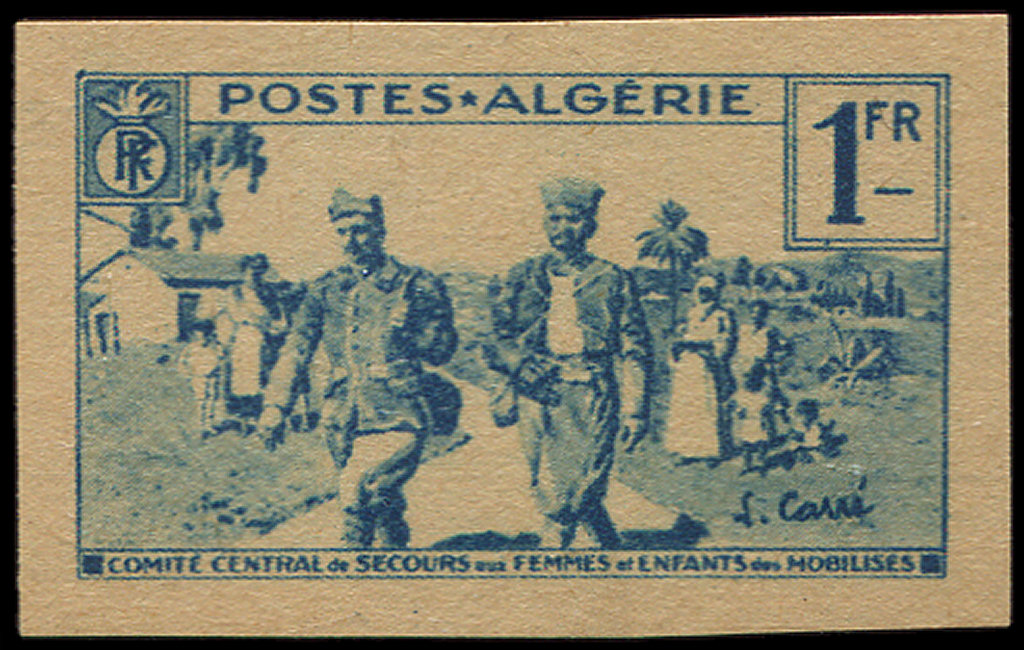 POSTES★ALGÉRIE
RF
1FR
L. Carré
COMITÉ CENTRAL de SECOURS aux FEMMES et ENFANTS des MOBILISÉS